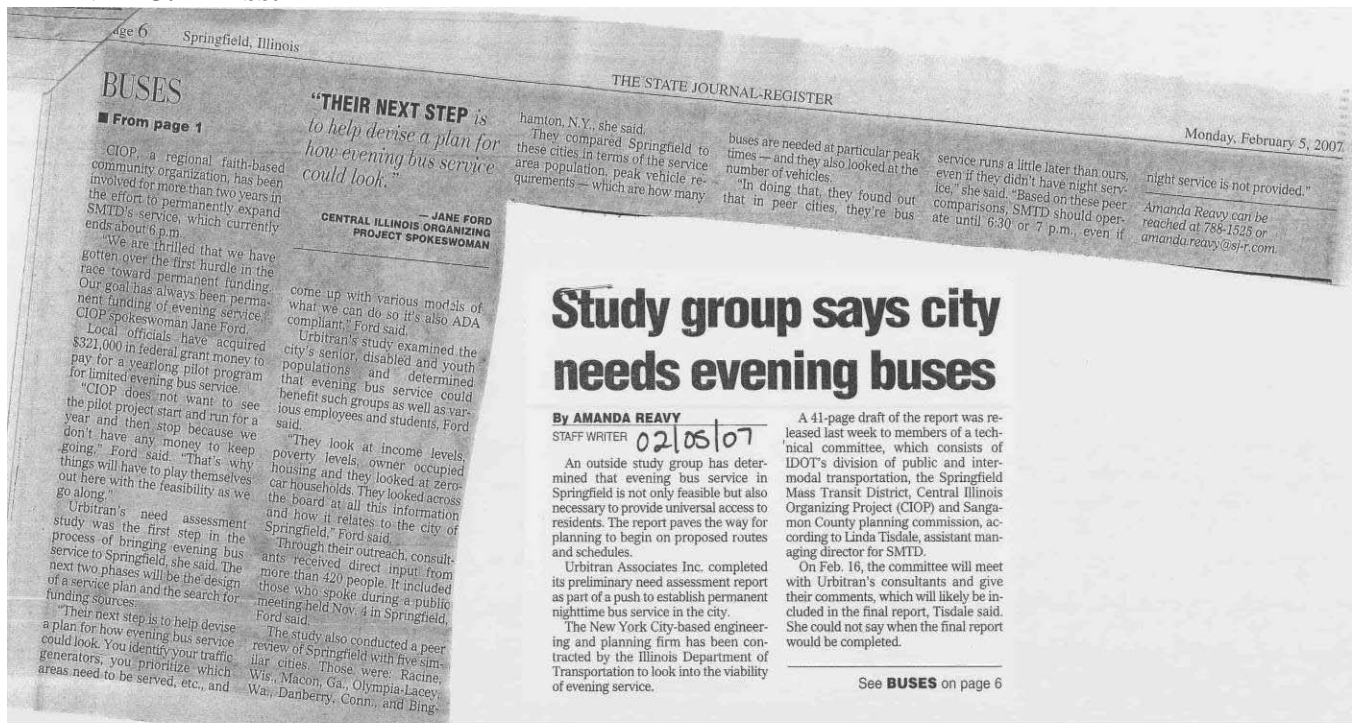 age 6
Springfield, Illinois
THE STATE JOURNAL-REGISTER
Monday, February 5, 2007
BUSES
■ From page 1
CIOP, a regional faith-based
community organization, has been
involved for more than two years in
the effort to permanently expand
SMTD's service, which currently
ends about 6 p.m.
"We are thrilled that we have
gotten over the first hurdle in the
race toward permanent funding.
Our goal has always been perma-
nent funding of evening service,"
CIOP spokeswoman Jane Ford.
Local officials have acquired
$321,000 in federal grant money to
pay for a yearlong pilot program
for limited evening bus service.
"CIOP does not want to see
the pilot project start and run for a
year and then stop because we
don't have any money to keep
going," Ford said. "That's why
things will have to play themselves
out here with the feasibility as we
go along."
Urbitran's need assessment
study was the first step in the
process of bringing evening bus
service to Springfield, she said. The
next two phases will be the design
of a service plan and the search for
funding sources.
"Their next step is to help devise
a plan for how evening bus service
could look. You identify your traffic
generators, you prioritize which
areas need to be served, etc., and
"THEIR NEXT STEP is
to help devise a plan for
how evening bus service
could look."
— JANE FORD
CENTRAL ILLINOIS ORGANIZING
PROJECT SPOKESWOMAN
come up with various models of
what we can do so it's also ADA
compliant," Ford said.
Urbitran's study examined the
city's senior, disabled and youth
populations and determined
that evening bus service could
benefit such groups as well as var-
ious employees and students, Ford
said.
"They look at income levels,
poverty levels, owner occupied
housing and they looked at zero-
car households. They looked across
the board at all this information
and how it relates to the city of
Springfield," Ford said.
Through their outreach, consult-
ants received direct input from
more than 420 people. It included
those who spoke during a public
meeting held Nov. 4 in Springfield,
Ford said.
The study also conducted a peer
review of Springfield with five sim-
ilar cities. Those were: Racine,
Wis., Macon, Ga., Olympia-Lacey,
Wa., Danberry, Conn., and Bing-
hamton, N.Y., she said.
They compared Springfield to
these cities in terms of the service
area population, peak vehicle re-
quirements — which are how many
buses are needed at particular peak
times — and they also looked at the
number of vehicles.
"In doing that, they found out
that in peer cities, they're bus
service runs a little later than ours,
even if they didn't have night serv-
ice," she said. "Based on these peer
comparisons, SMTD should oper-
ate until 6:30 or 7 p.m., even if
night service is not provided."
Amanda Reavy can be
reached at 788-1525 or
amanda.reavy@sj-r.com.
Study group says city
needs evening buses
By AMANDA REAVY
STAFF WRITER 02/05/07
An outside study group has deter-
mined that evening bus service in
Springfield is not only feasible but also
necessary to provide universal access to
residents. The report paves the way for
planning to begin on proposed routes
and schedules.
Urbitran Associates Inc. completed
its preliminary need assessment report
as part of a push to establish permanent
nighttime bus service in the city.
The New York City-based engineer-
ing and planning firm has been con-
tracted by the Illinois Department of
Transportation to look into the viability
of evening service.
A 41-page draft of the report was re-
leased last week to members of a tech-
nical committee, which consists of
IDOT's division of public and inter-
modal transportation, the Springfield
Mass Transit District, Central Illinois
Organizing Project (CIOP) and Sanga-
mon County planning commission, ac-
cording to Linda Tisdale, assistant man-
aging director for SMTD.
On Feb. 16, the committee will meet
with Urbitran's consultants and give
their comments, which will likely be in-
cluded in the final report, Tisdale said.
She could not say when the final report
would be completed.
See BUSES on page 6